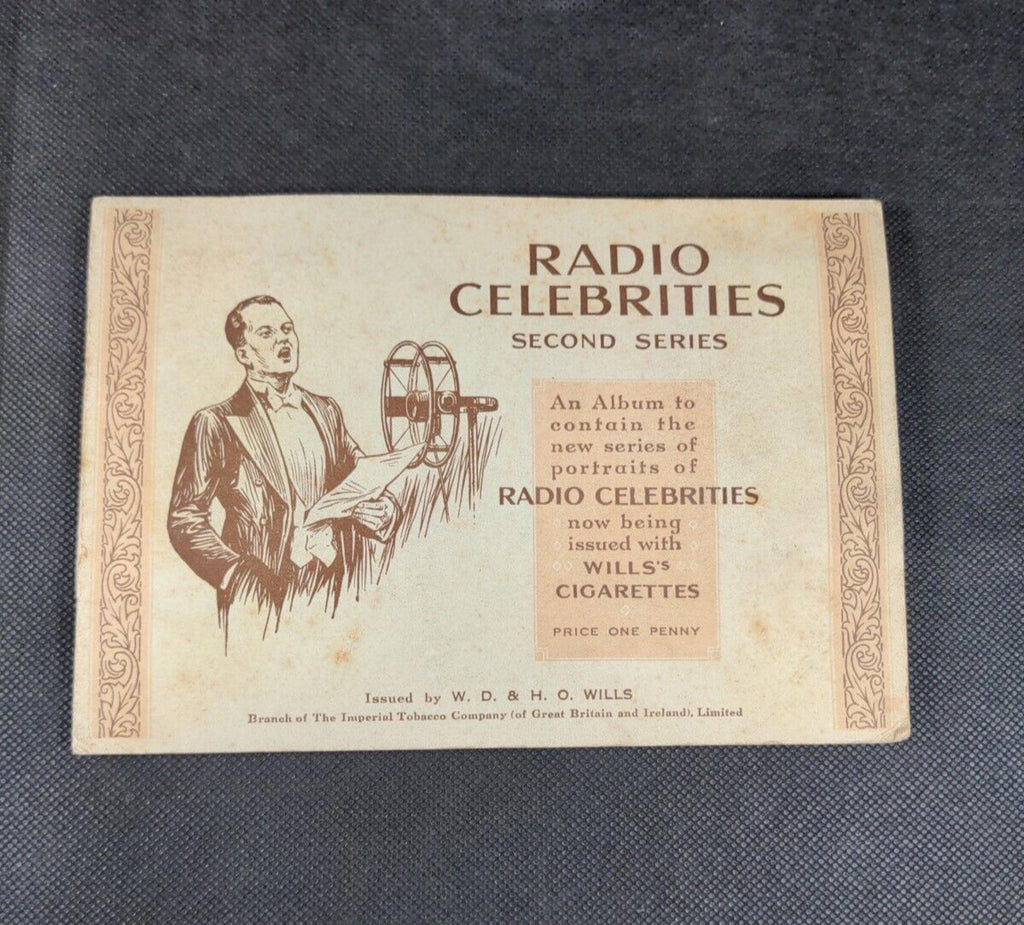 RADIO
CELEBRITIES
SECOND SERIES
An Album to
contain the
new series of
portraits of
RADIO CELEBRITIES
now being
issued with
WILLS'S
CIGARETTES
PRICE ONE PENNY
Issued by W. D. & H. O. WILLS
Branch of The Imperial Tobacco Company (of Great Britain and Ireland), Limited